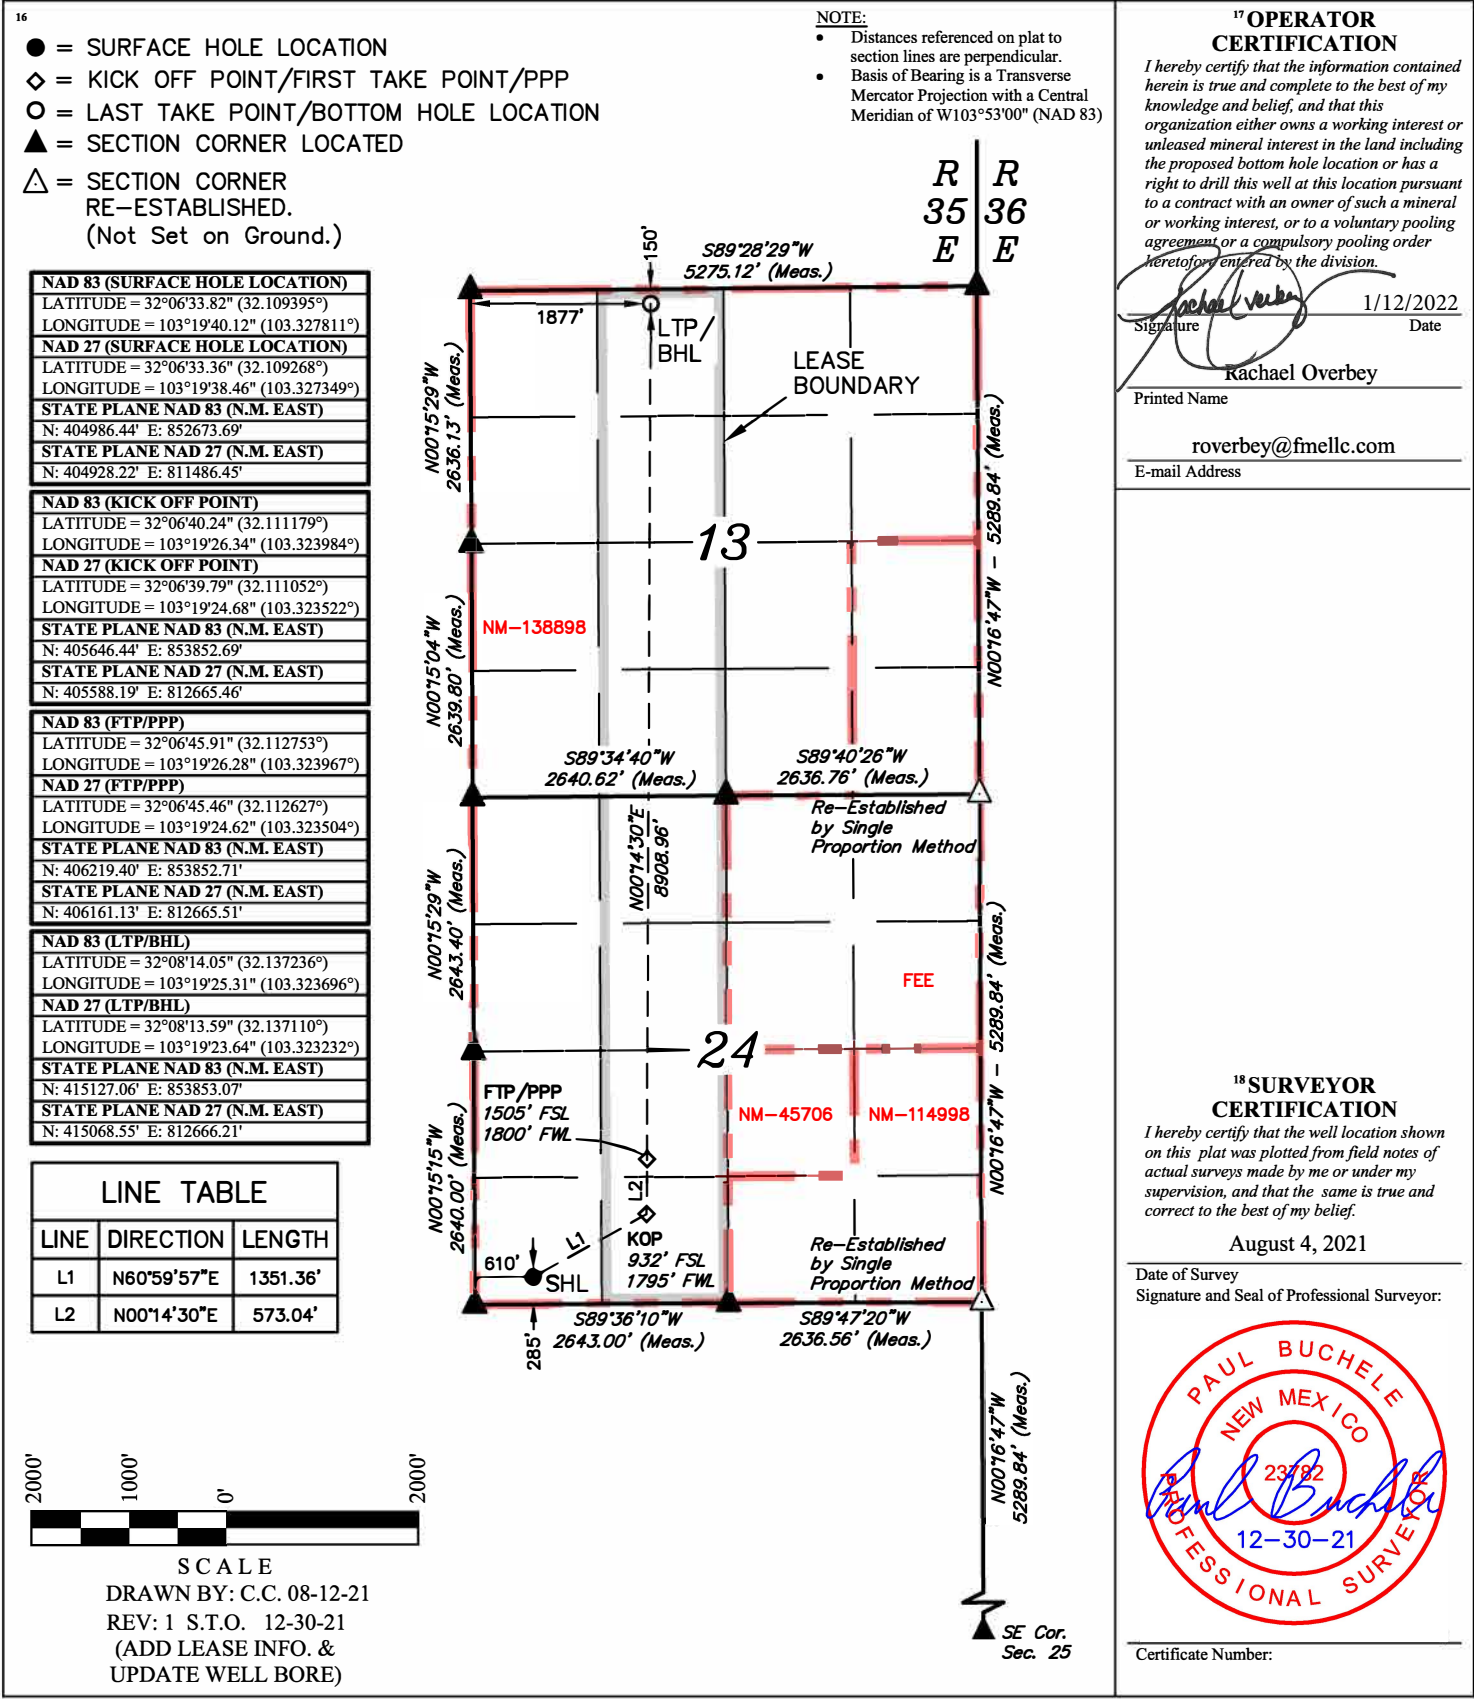 16
● = SURFACE HOLE LOCATION
◇ = KICK OFF POINT/FIRST TAKE POINT/PPP
○ = LAST TAKE POINT/BOTTOM HOLE LOCATION
▲ = SECTION CORNER LOCATED
△ = SECTION CORNER
RE-ESTABLISHED.
(Not Set on Ground.)
NOTE:
• Distances referenced on plat to
section lines are perpendicular.
• Basis of Bearing is a Transverse
Mercator Projection with a Central
Meridian of W103°53'00" (NAD 83)
NAD 83 (SURFACE HOLE LOCATION)
LATITUDE = 32°06'33.82" (32.109395°)
LONGITUDE = 103°19'40.12" (103.327811°)
NAD 27 (SURFACE HOLE LOCATION)
LATITUDE = 32°06'33.36" (32.109268°)
LONGITUDE = 103°19'38.46" (103.327349°)
STATE PLANE NAD 83 (N.M. EAST)
N: 404986.44' E: 852673.69'
STATE PLANE NAD 27 (N.M. EAST)
N: 404928.22' E: 811486.45'
NAD 83 (KICK OFF POINT)
LATITUDE = 32°06'40.24" (32.111179°)
LONGITUDE = 103°19'26.34" (103.323984°)
NAD 27 (KICK OFF POINT)
LATITUDE = 32°06'39.79" (32.111052°)
LONGITUDE = 103°19'24.68" (103.323522°)
STATE PLANE NAD 83 (N.M. EAST)
N: 405646.44' E: 853852.69'
STATE PLANE NAD 27 (N.M. EAST)
N: 405588.19' E: 812665.46'
NAD 83 (FTP/PPP)
LATITUDE = 32°06'45.91" (32.112753°)
LONGITUDE = 103°19'26.28" (103.323967°)
NAD 27 (FTP/PPP)
LATITUDE = 32°06'45.46" (32.112627°)
LONGITUDE = 103°19'24.62" (103.323504°)
STATE PLANE NAD 83 (N.M. EAST)
N: 406219.40' E: 853852.71'
STATE PLANE NAD 27 (N.M. EAST)
N: 406161.13' E: 812665.51'
NAD 83 (LTP/BHL)
LATITUDE = 32°08'14.05" (32.137236°)
LONGITUDE = 103°19'25.31" (103.323696°)
NAD 27 (LTP/BHL)
LATITUDE = 32°08'13.59" (32.137110°)
LONGITUDE = 103°19'23.64" (103.323232°)
STATE PLANE NAD 83 (N.M. EAST)
N: 415127.06' E: 853853.07'
STATE PLANE NAD 27 (N.M. EAST)
N: 415068.55' E: 812666.21'
LINE TABLE
LINE DIRECTION LENGTH
L1 N60°59'57"E 1351.36'
L2 N00°14'30"E 573.04'
2000' 1000' 0' 2000'
SCALE
DRAWN BY: C.C. 08-12-21
REV: 1 S.T.O. 12-30-21
(ADD LEASE INFO. &
UPDATE WELL BORE)
R R
35 36
E E
S89°28'29"W
5275.12' (Meas.)
150'
1877'
LTP/
BHL
LEASE
BOUNDARY
N00°15'29"W
2636.13' (Meas.)
N00°16'47"W - 5289.84' (Meas.)
13
NM-138898
N00°15'04"W
2639.80' (Meas.)
S89°34'40"W
2640.62' (Meas.)
S89°40'26"W
2636.76' (Meas.)
Re-Established
by Single
Proportion Method
N00°14'30"E
8908.96'
N00°15'29"W
2643.40' (Meas.)
FEE
N00°16'47"W - 5289.84' (Meas.)
24
FTP/PPP
1505' FSL
1800' FWL
NM-45706
NM-114998
N00°15'15"W
2640.00' (Meas.)
L2
L1
KOP
932' FSL
1795' FWL
610'
SHL
285'
Re-Established
by Single
Proportion Method
S89°36'10"W
2643.00' (Meas.)
S89°47'20"W
2636.56' (Meas.)
N00°16'47"W
5289.84' (Meas.)
SE Cor.
Sec. 25
17 OPERATOR
CERTIFICATION
I hereby certify that the information contained
herein is true and complete to the best of my
knowledge and belief, and that this
organization either owns a working interest or
unleased mineral interest in the land including
the proposed bottom hole location or has a
right to drill this well at this location pursuant
to a contract with an owner of such a mineral
or working interest, or to a voluntary pooling
agreement or a compulsory pooling order
heretofore entered by the division.
Rachael Overbey 1/12/2022
Signature Date
Rachael Overbey
Printed Name
roverbey@fmellc.com
E-mail Address
18 SURVEYOR
CERTIFICATION
I hereby certify that the well location shown
on this plat was plotted from field notes of
actual surveys made by me or under my
supervision, and that the same is true and
correct to the best of my belief.
August 4, 2021
Date of Survey
Signature and Seal of Professional Surveyor:
PAUL BUCHELE
NEW MEXICO
23782
Paul Buchele
12-30-21
PROFESSIONAL SURVEYOR
Certificate Number: